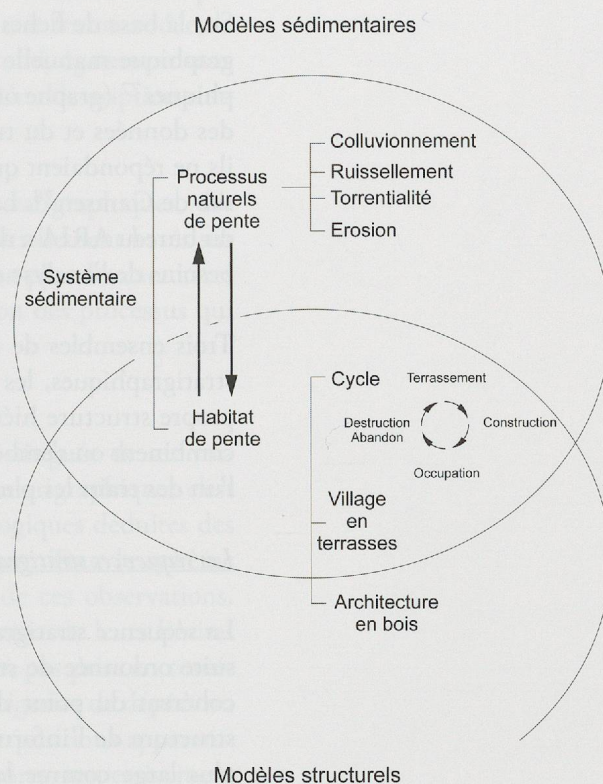 Modèles sédimentaires
Colluvionnement
Ruissellement
Torrentialité
Erosion
Processus
naturels
de pente
Système
sédimentaire
Habitat
de pente
Cycle
Terrassement
Destruction
Abandon
Construction
Occupation
Village
en
terrasses
Architecture
en bois
Modèles structurels